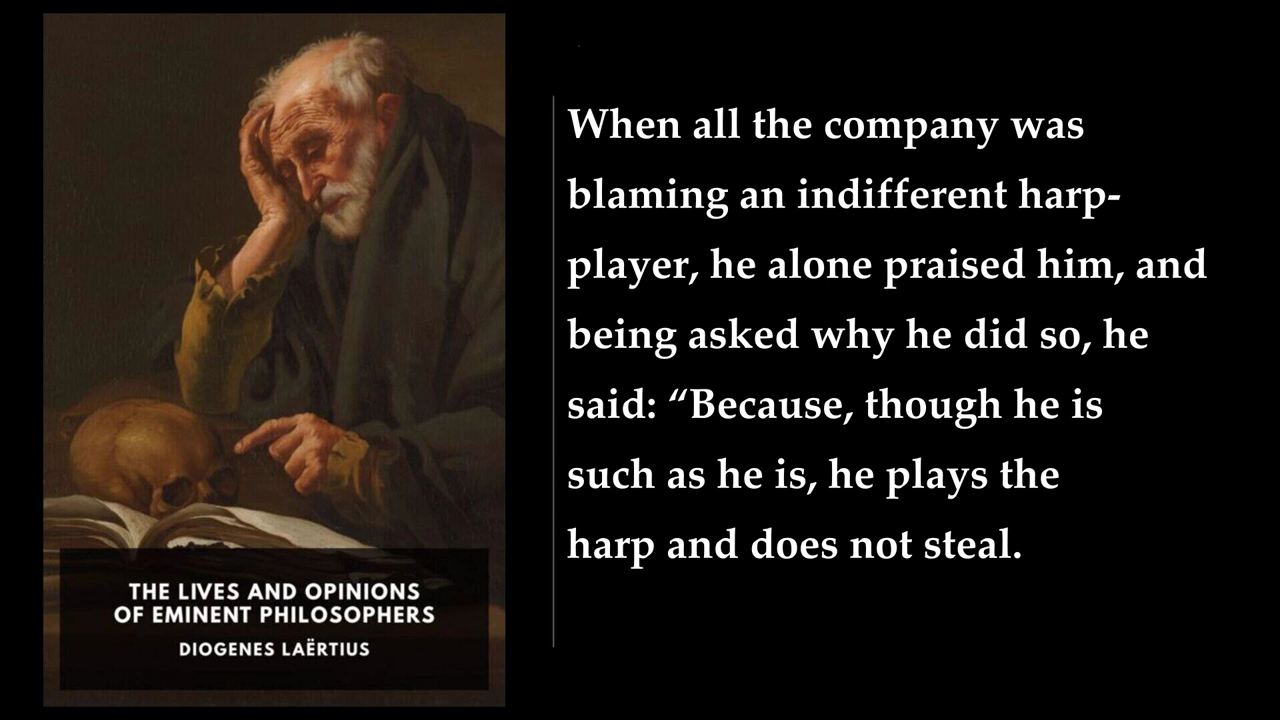 THE LIVES AND OPINIONS
OF EMINENT PHILOSOPHERS
DIOGENES LAËRTIUS
When all the company was
blaming an indifferent harp-
player, he alone praised him, and
being asked why he did so, he
said: “Because, though he is
such as he is, he plays the
harp and does not steal.